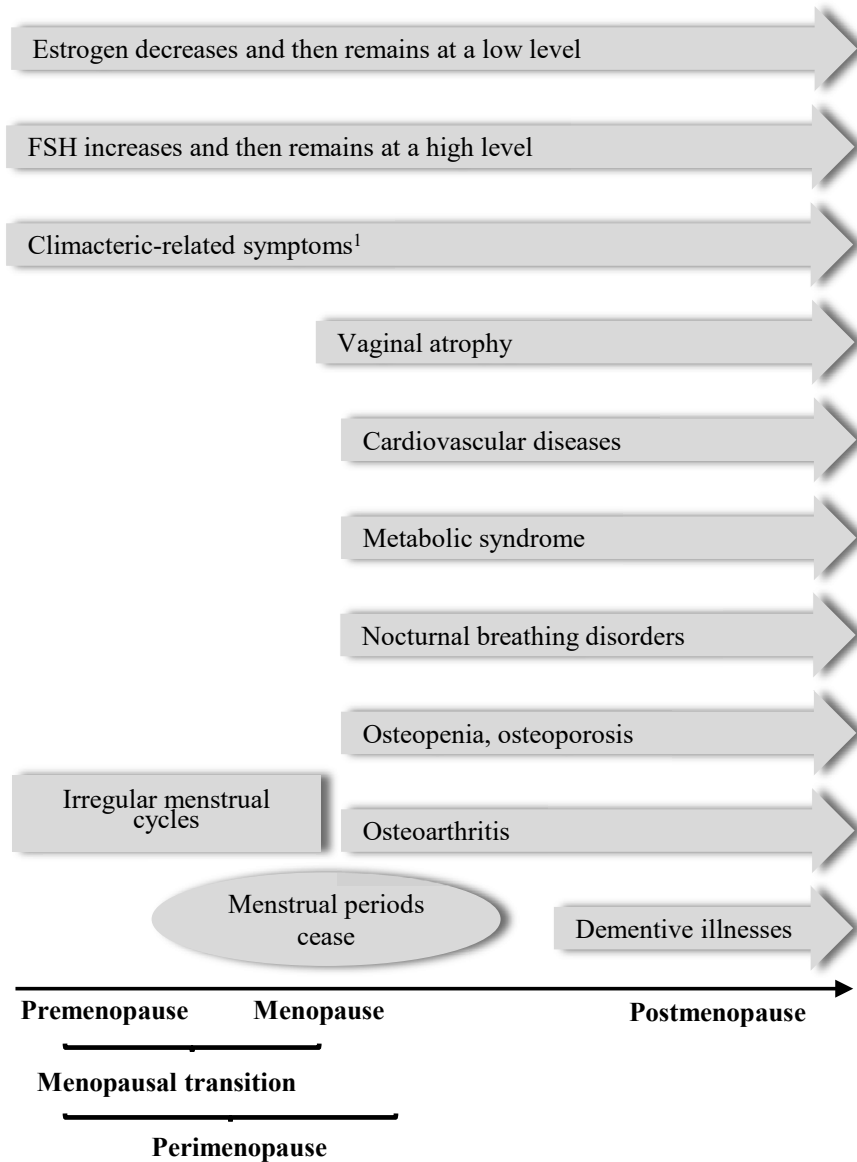 Estrogen decreases and then remains at a low level
FSH increases and then remains at a high level
Climacteric-related symptoms¹
Vaginal atrophy
Cardiovascular diseases
Metabolic syndrome
Nocturnal breathing disorders
Osteopenia, osteoporosis
Irregular menstrual
cycles
Osteoarthritis
Menstrual periods
cease
Dementive illnesses
Premenopause
Menopause
Postmenopause
Menopausal transition
Perimenopause